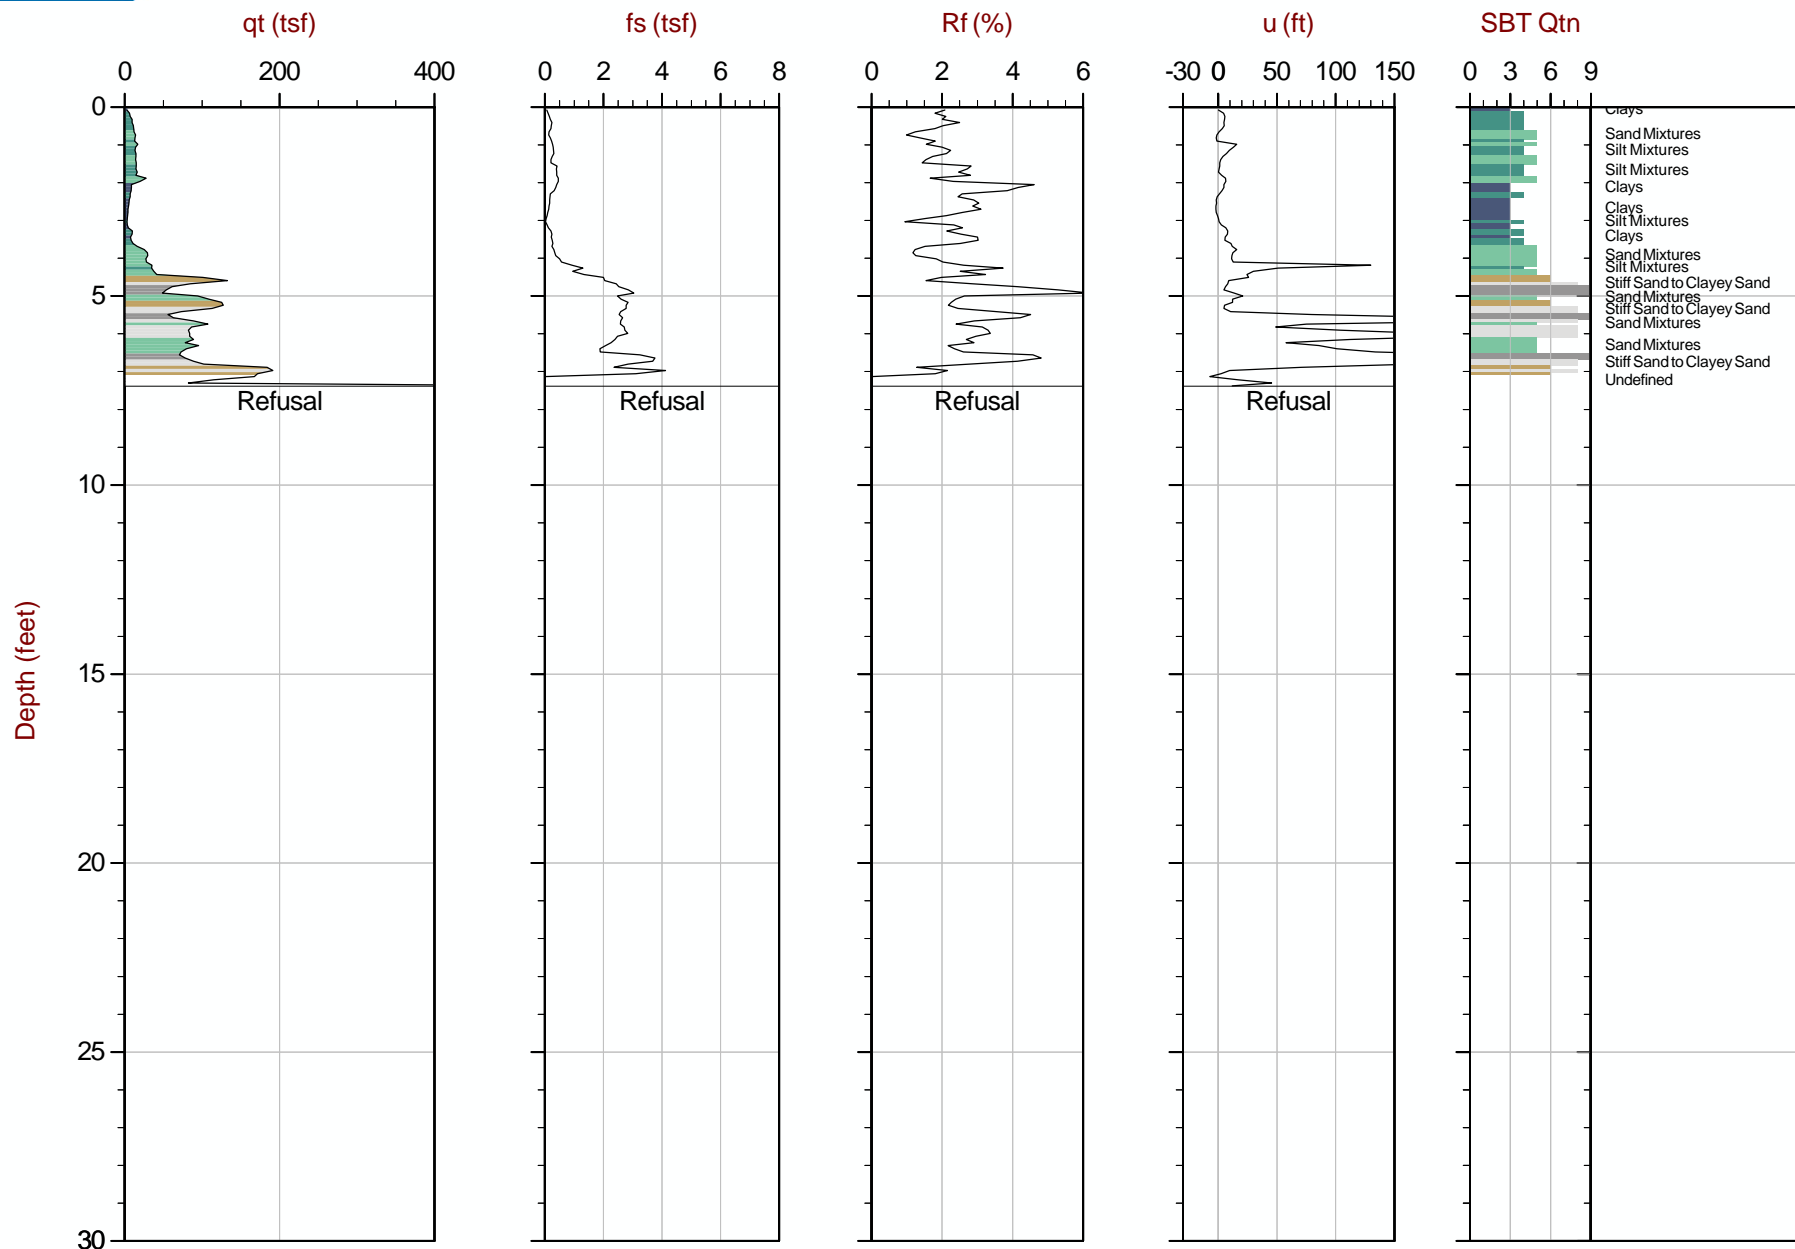 qt (tsf) fs (tsf) Rf (%) u (ft) SBT Qtn
0 200 400 0 2 4 6 8 0 2 4 6 -30 0 50 100 150 0 3 6 9
0
Clays
Sand Mixtures
Silt Mixtures
Silt Mixtures
Clays
Clays
Silt Mixtures
Clays
Sand Mixtures
Silt Mixtures
Stiff Sand to Clayey Sand
5
Sand Mixtures
Stiff Sand to Clayey Sand
Sand Mixtures
Sand Mixtures
Stiff Sand to Clayey Sand
Undefined
Refusal Refusal Refusal Refusal
10
15
Depth (feet)
20
25
30